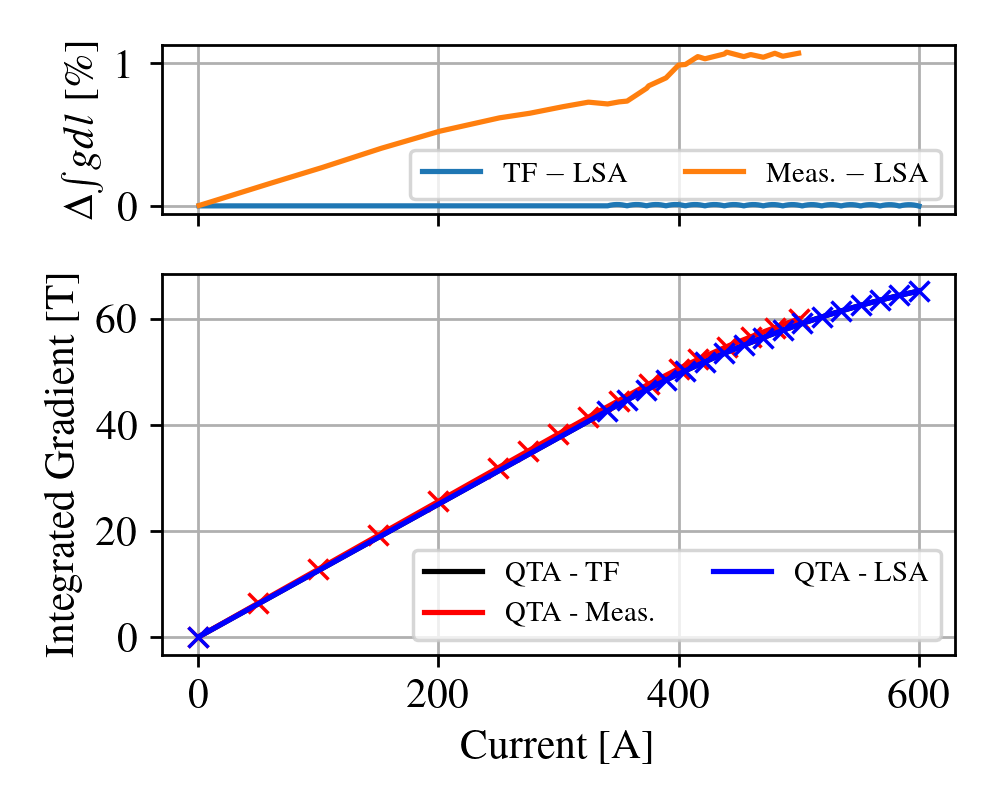 Δ∫gdl [%]
1
0
TF − LSA
Meas. − LSA
Integrated Gradient [T]
60
40
20
0
QTA - TF
QTA - LSA
QTA - Meas.
0
200
400
600
Current [A]